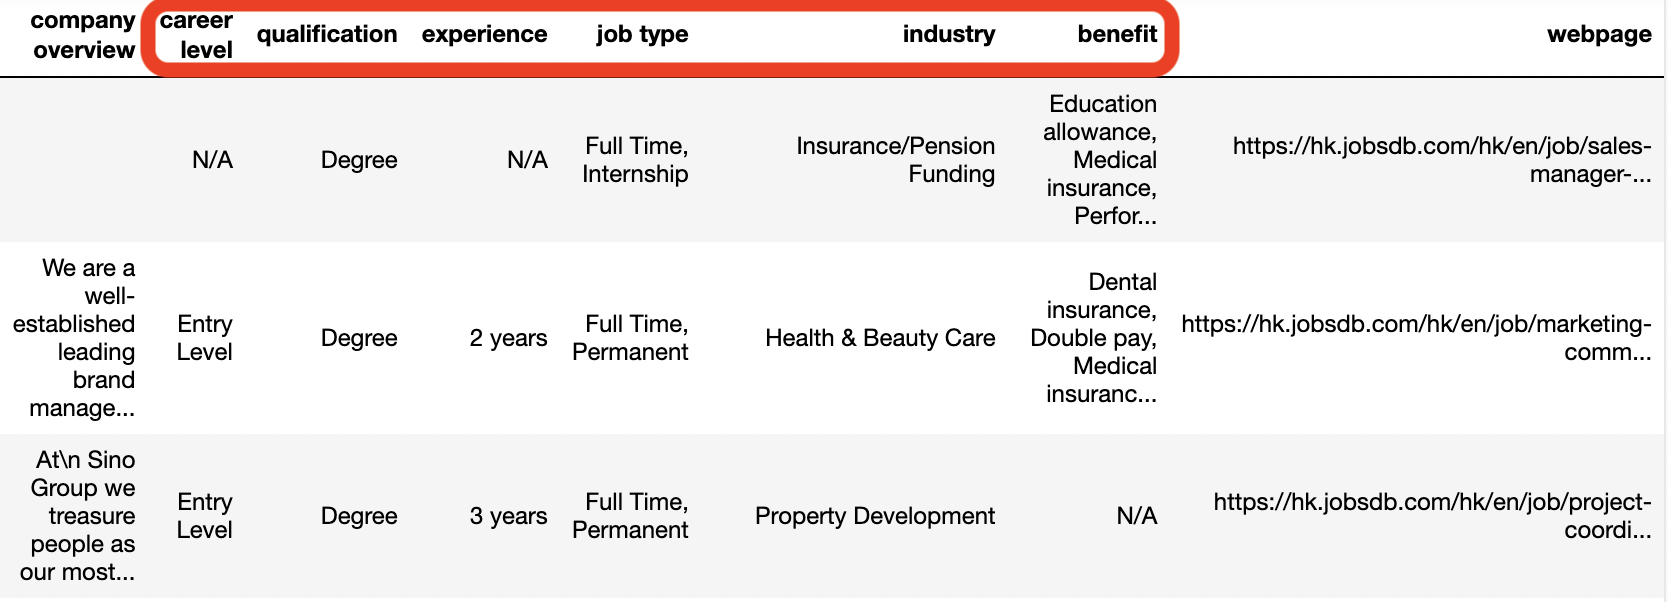 company overview career level qualification experience job type industry benefit webpage
N/A Degree N/A Full Time, Internship Insurance/Pension Funding Education allowance, Medical insurance, Perfor... https://hk.jobsdb.com/hk/en/job/sales-manager-...
We are a well-established leading brand manage... Entry Level Degree 2 years Full Time, Permanent Health & Beauty Care Dental insurance, Double pay, Medical insuranc... https://hk.jobsdb.com/hk/en/job/marketing-comm...
At\n Sino Group we treasure people as our most... Entry Level Degree 3 years Full Time, Permanent Property Development N/A https://hk.jobsdb.com/hk/en/job/project-coordi...